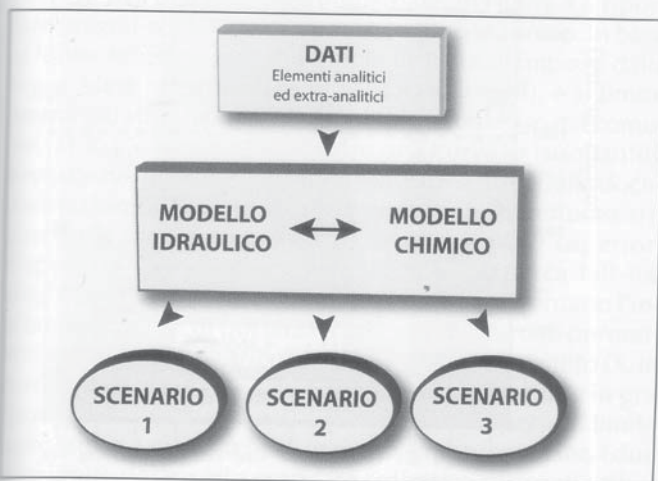 DATI
Elementi analitici
ed extra-analitici
MODELLO
IDRAULICO
MODELLO
CHIMICO
SCENARIO
1
SCENARIO
2
SCENARIO
3